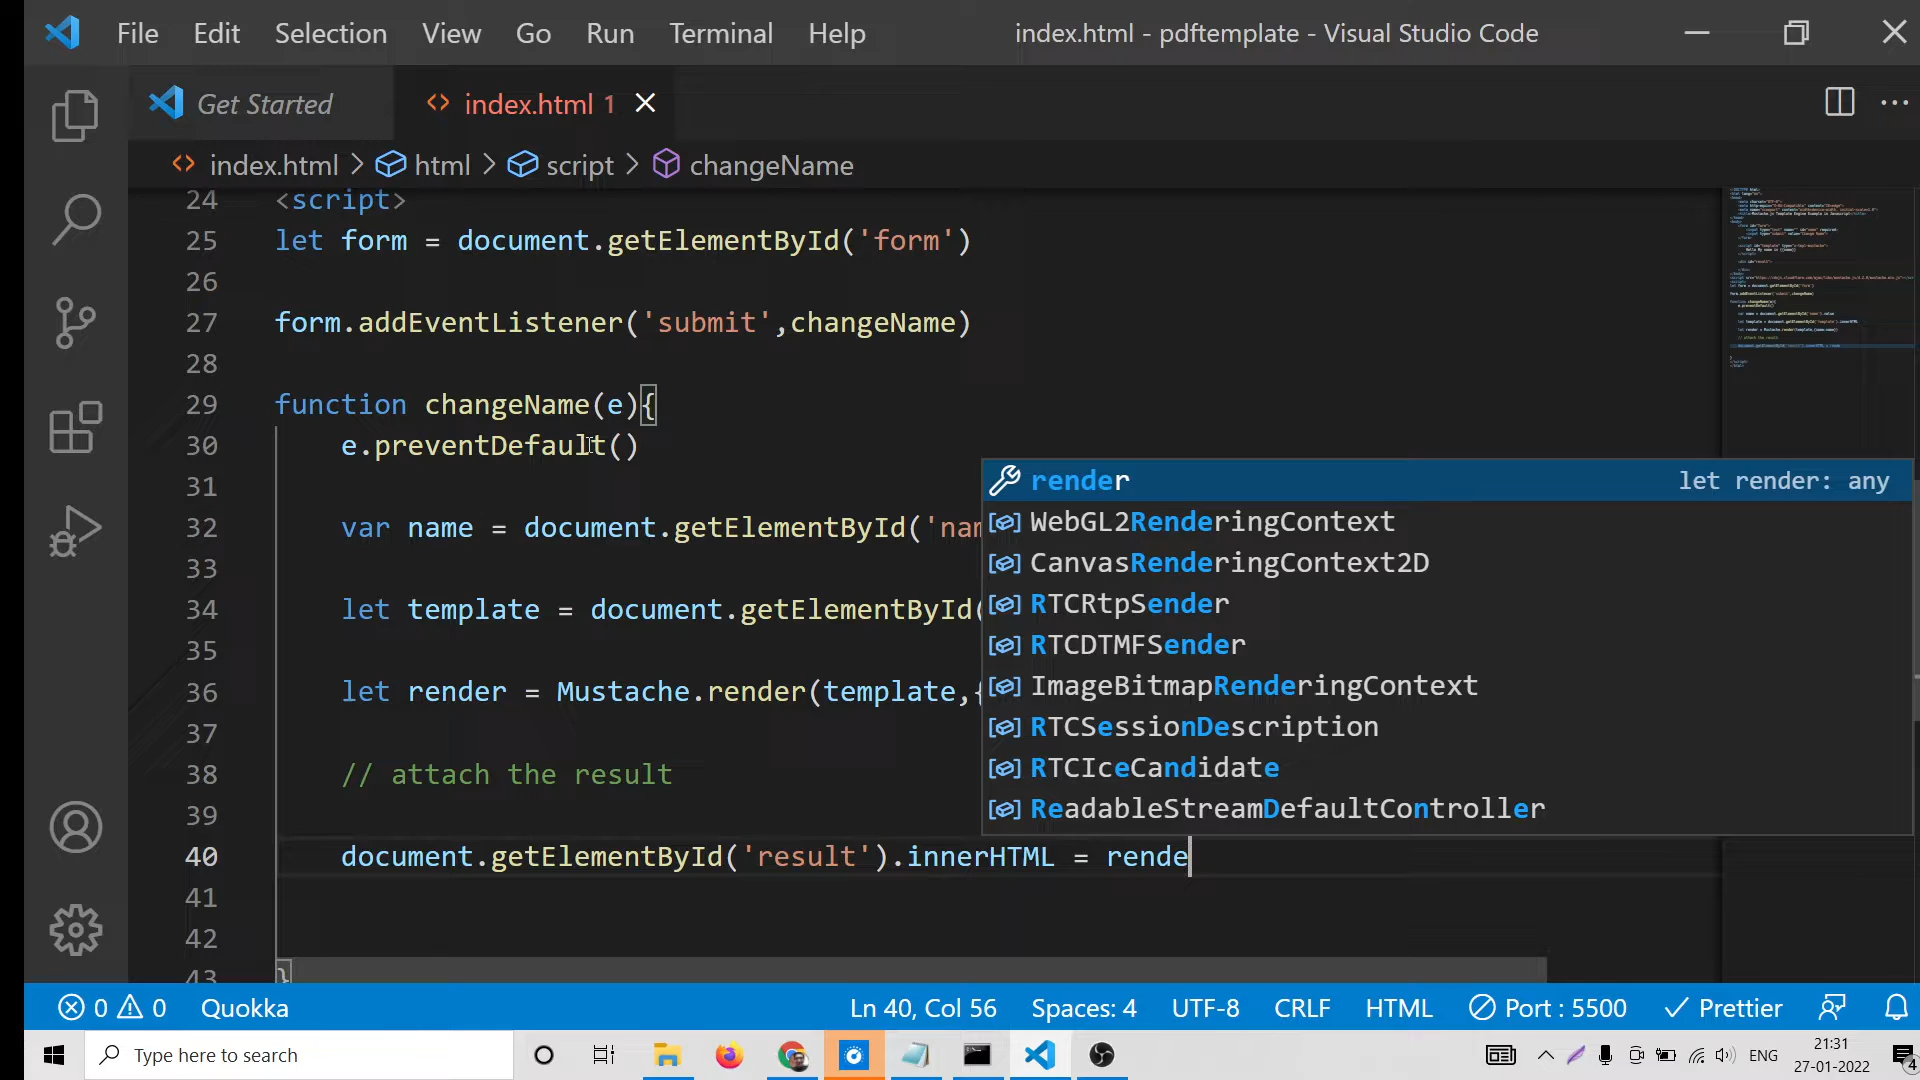 File Edit Selection View Go Run Terminal Help
index.html - pdftemplate - Visual Studio Code
Get Started
index.html 1
index.html > html > script > changeName
24 <script>
25 let form = document.getElementById('form')
26
27 form.addEventListener('submit',changeName)
28
29 function changeName(e){
30 e.preventDefault()
31
32 var name = document.getElementById('nam
33
34 let template = document.getElementById(
35
36 let render = Mustache.render(template,{
37
38 // attach the result
39
40 document.getElementById('result').innerHTML = rende
41
42
43 }
render let render: any
WebGL2RenderingContext
CanvasRenderingContext2D
RTCRtpSender
RTCDTMFSender
ImageBitmapRenderingContext
RTCSessionDescription
RTCIceCandidate
ReadableStreamDefaultController
0 0 Quokka
Ln 40, Col 56 Spaces: 4 UTF-8 CRLF HTML Port : 5500 Prettier
Type here to search
ENG
21:31
27-01-2022
4